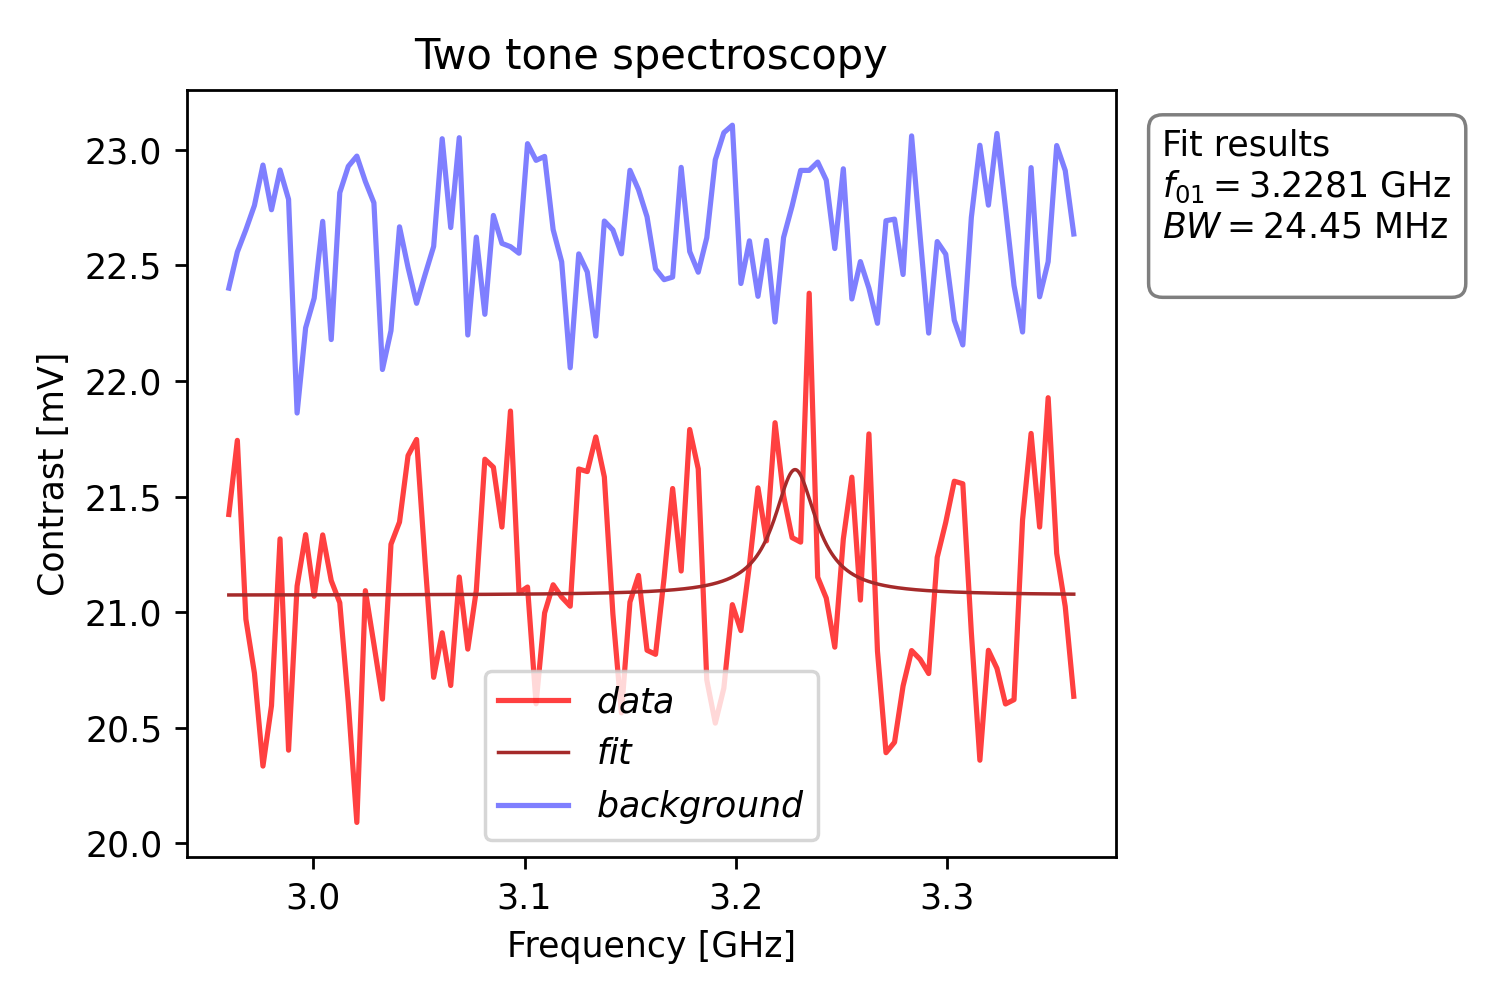 Two tone spectroscopy
Fit results
f01 = 3.2281 GHz
BW = 24.45 MHz
23.0
22.5
22.0
21.5
21.0
20.5
20.0
Contrast [mV]
data
fit
background
3.0 3.1 3.2 3.3
Frequency [GHz]